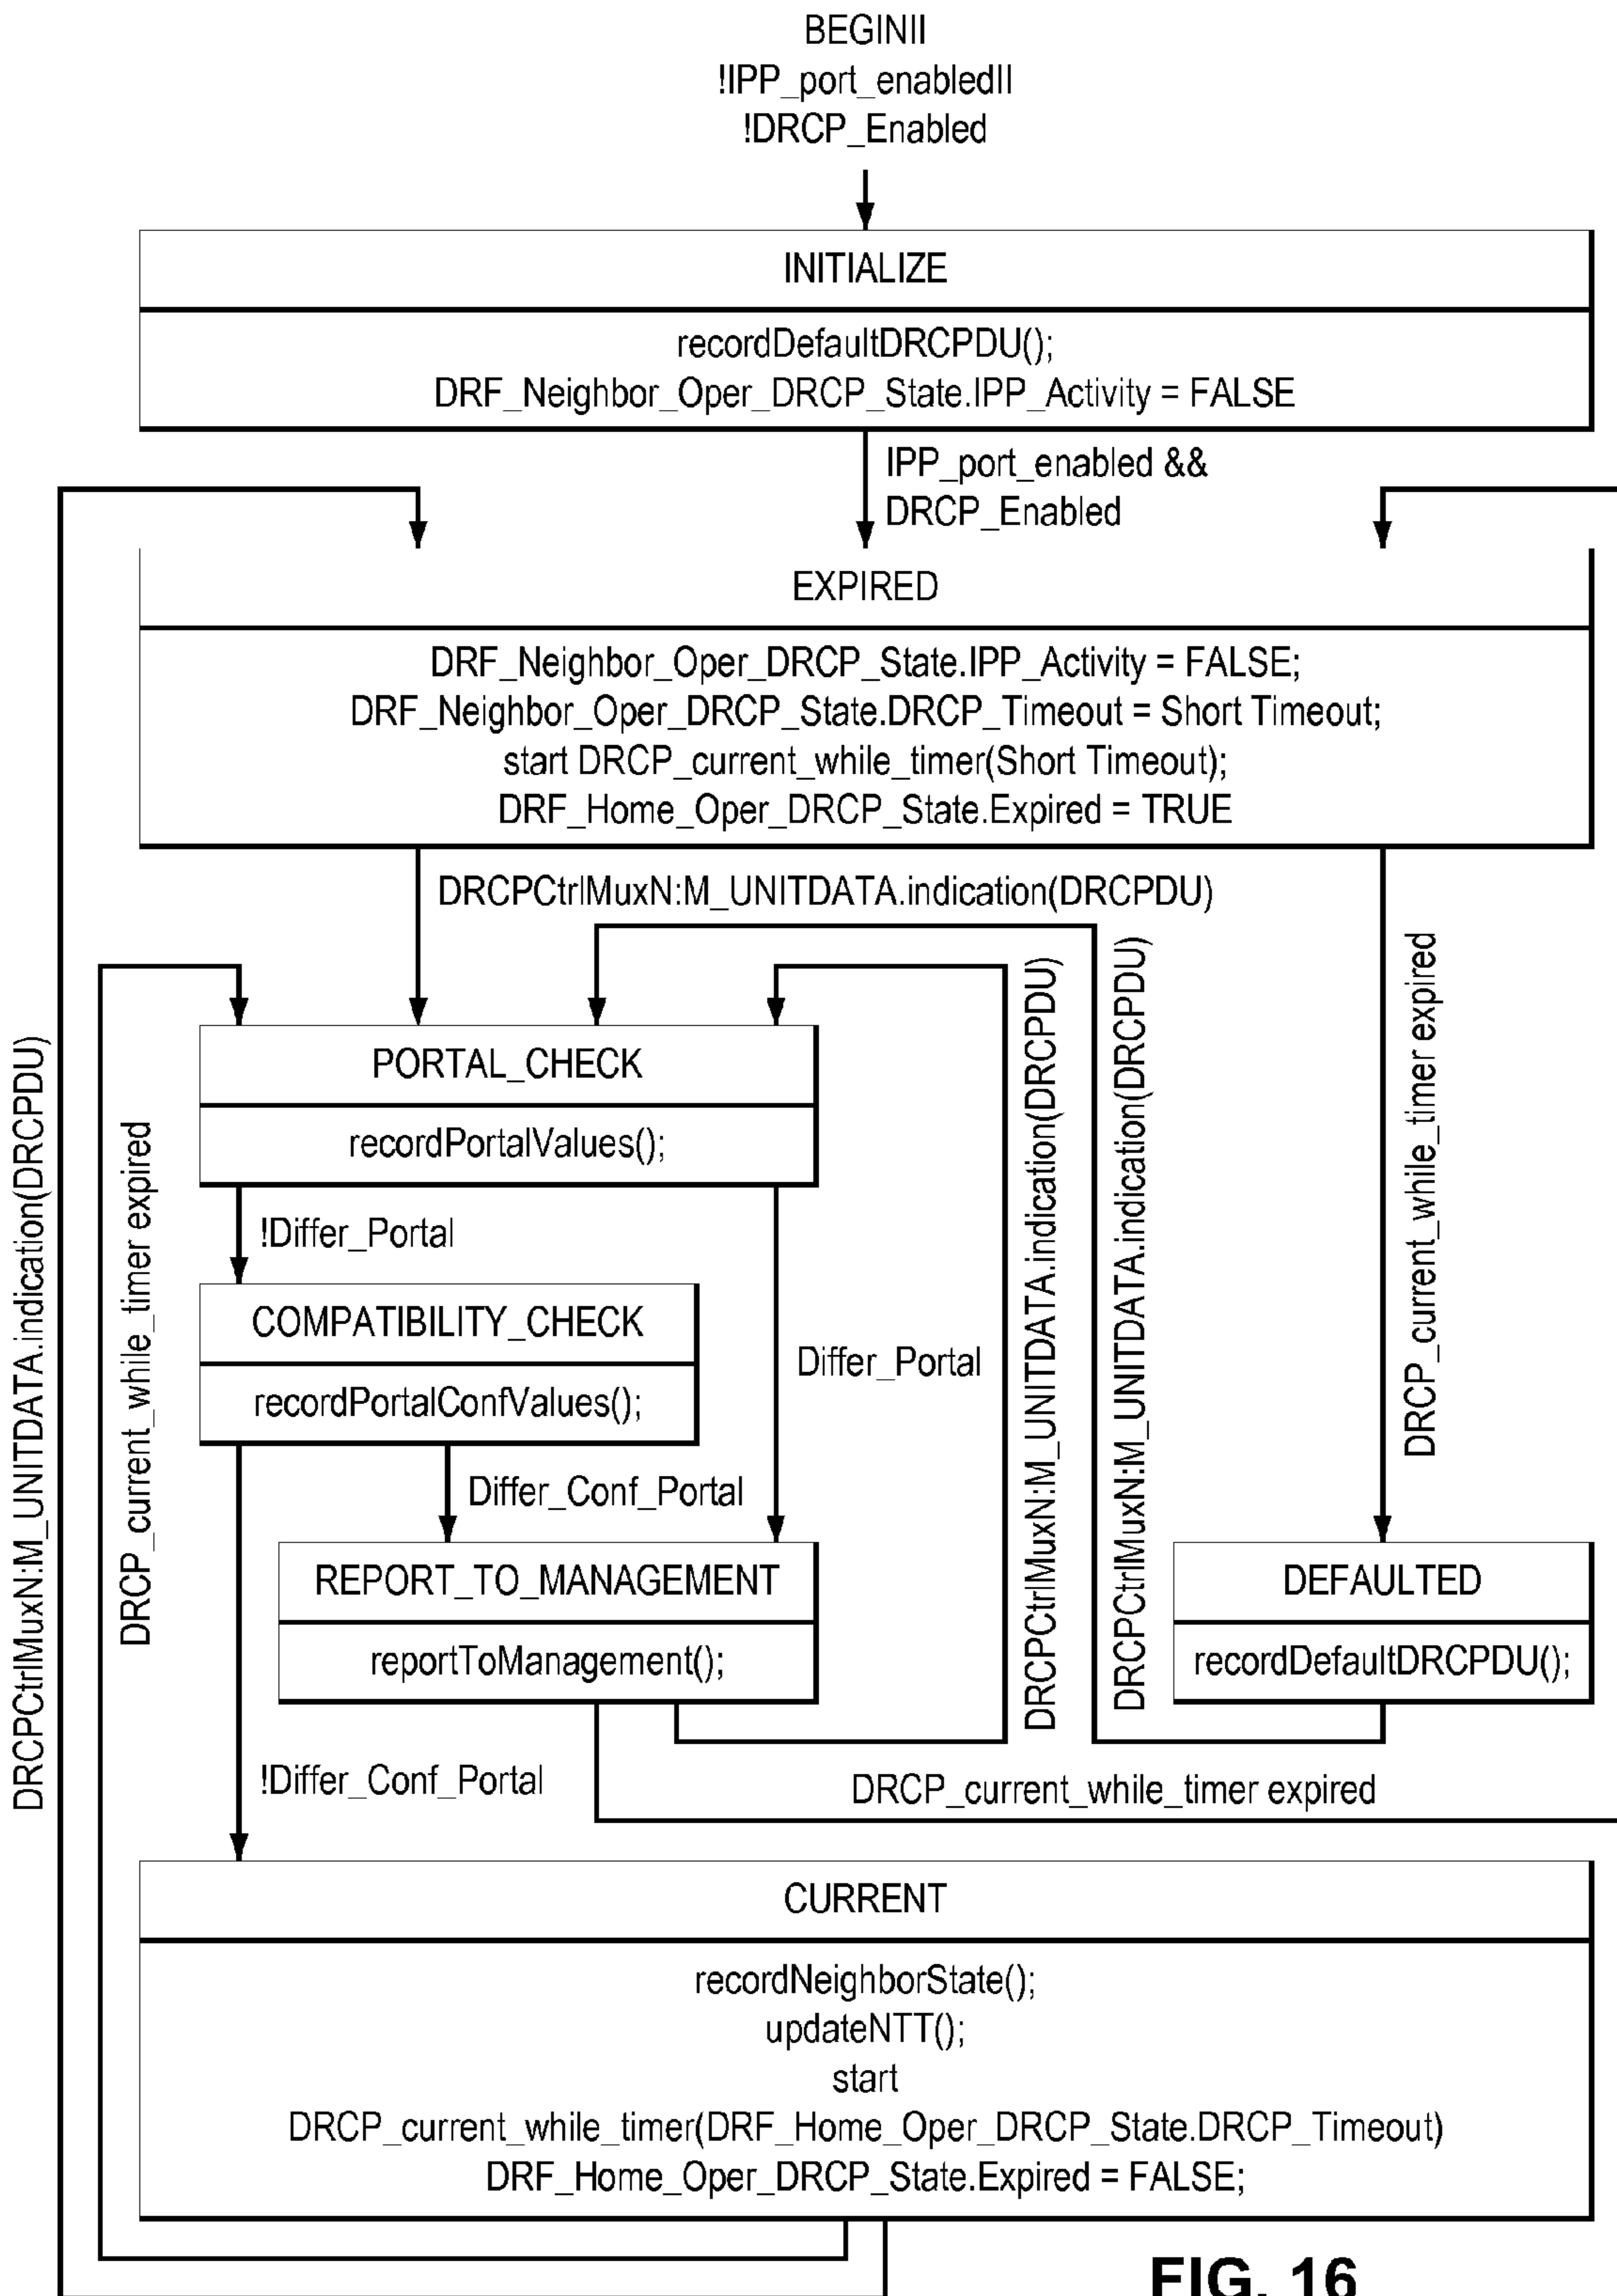 BEGINII
!IPP_port_enabledII
!DRCP_Enabled
INITIALIZE
recordDefaultDRCPDU();
DRF_Neighbor_Oper_DRCP_State.IPP_Activity = FALSE
IPP_port_enabled &&
DRCP_Enabled
EXPIRED
DRF_Neighbor_Oper_DRCP_State.IPP_Activity = FALSE;
DRF_Neighbor_Oper_DRCP_State.DRCP_Timeout = Short Timeout;
start DRCP_current_while_timer(Short Timeout);
DRF_Home_Oper_DRCP_State.Expired = TRUE
DRCPCtrlMuxN:M_UNITDATA.indication(DRCPDU)
DRCPCtrlMuxN:M_UNITDATA.indication(DRCPDU)
DRCP_current_while_timer expired
PORTAL_CHECK
recordPortalValues();
!Differ_Portal
COMPATIBILITY_CHECK
recordPortalConfValues();
Differ_Portal
Differ_Conf_Portal
REPORT_TO_MANAGEMENT
reportToManagement();
DRCPCtrlMuxN:M_UNITDATA.indication(DRCPDU)
DRCPCtrlMuxN:M_UNITDATA.indication(DRCPDU)
DRCP_current_while_timer expired
DEFAULTED
recordDefaultDRCPDU();
!Differ_Conf_Portal
DRCP_current_while_timer expired
CURRENT
recordNeighborState();
updateNTT();
start
DRCP_current_while_timer(DRF_Home_Oper_DRCP_State.DRCP_Timeout)
DRF_Home_Oper_DRCP_State.Expired = FALSE;
FIG. 16